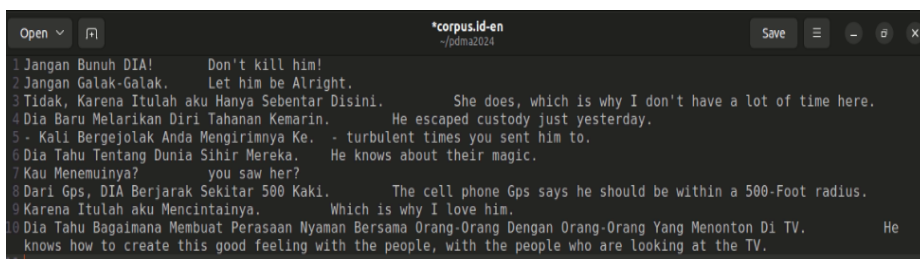 Open
*corpus.id-en
~/pdma2024
Save
1 Jangan Bunuh DIA! Don't kill him!
2 Jangan Galak-Galak. Let him be Alright.
3 Tidak, Karena Itulah aku Hanya Sebentar Disini. She does, which is why I don't have a lot of time here.
4 Dia Baru Melarikan Diri Tahanan Kemarin. He escaped custody just yesterday.
5 - Kali Bergejolak Anda Mengirimnya Ke. - turbulent times you sent him to.
6 Dia Tahu Tentang Dunia Sihir Mereka. He knows about their magic.
7 Kau Menemuinya? you saw her?
8 Dari Gps, DIA Berjarak Sekitar 500 Kaki. The cell phone Gps says he should be within a 500-Foot radius.
9 Karena Itulah aku Mencintainya. Which is why I love him.
10 Dia Tahu Bagaimana Membuat Perasaan Nyaman Bersama Orang-Orang Dengan Orang-Orang Yang Menonton Di TV. He
knows how to create this good feeling with the people, with the people who are looking at the TV.